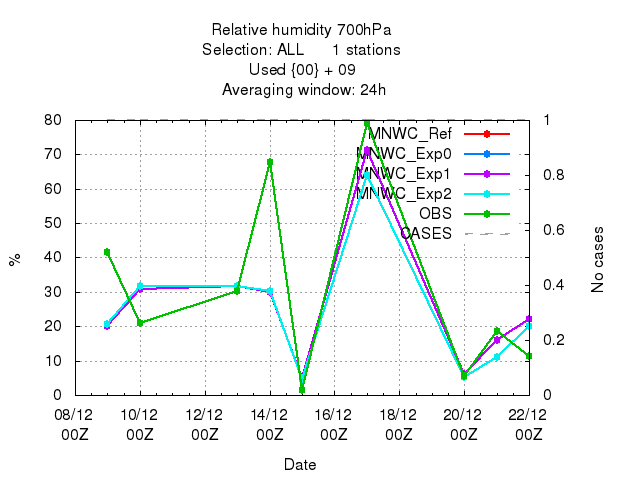 Relative humidity 700hPa
Selection: ALL 1 stations
Used {00} + 09
Averaging window: 24h
80
70
60
50
40
30
20
10
0
%
1
0.8
0.6
0.4
0.2
0
No cases
MNWC_Ref
MNWC_Exp0
MNWC_Exp1
MNWC_Exp2
OBS
CASES
08/12 10/12 12/12 14/12 16/12 18/12 20/12 22/12
00Z 00Z 00Z 00Z 00Z 00Z 00Z 00Z
Date